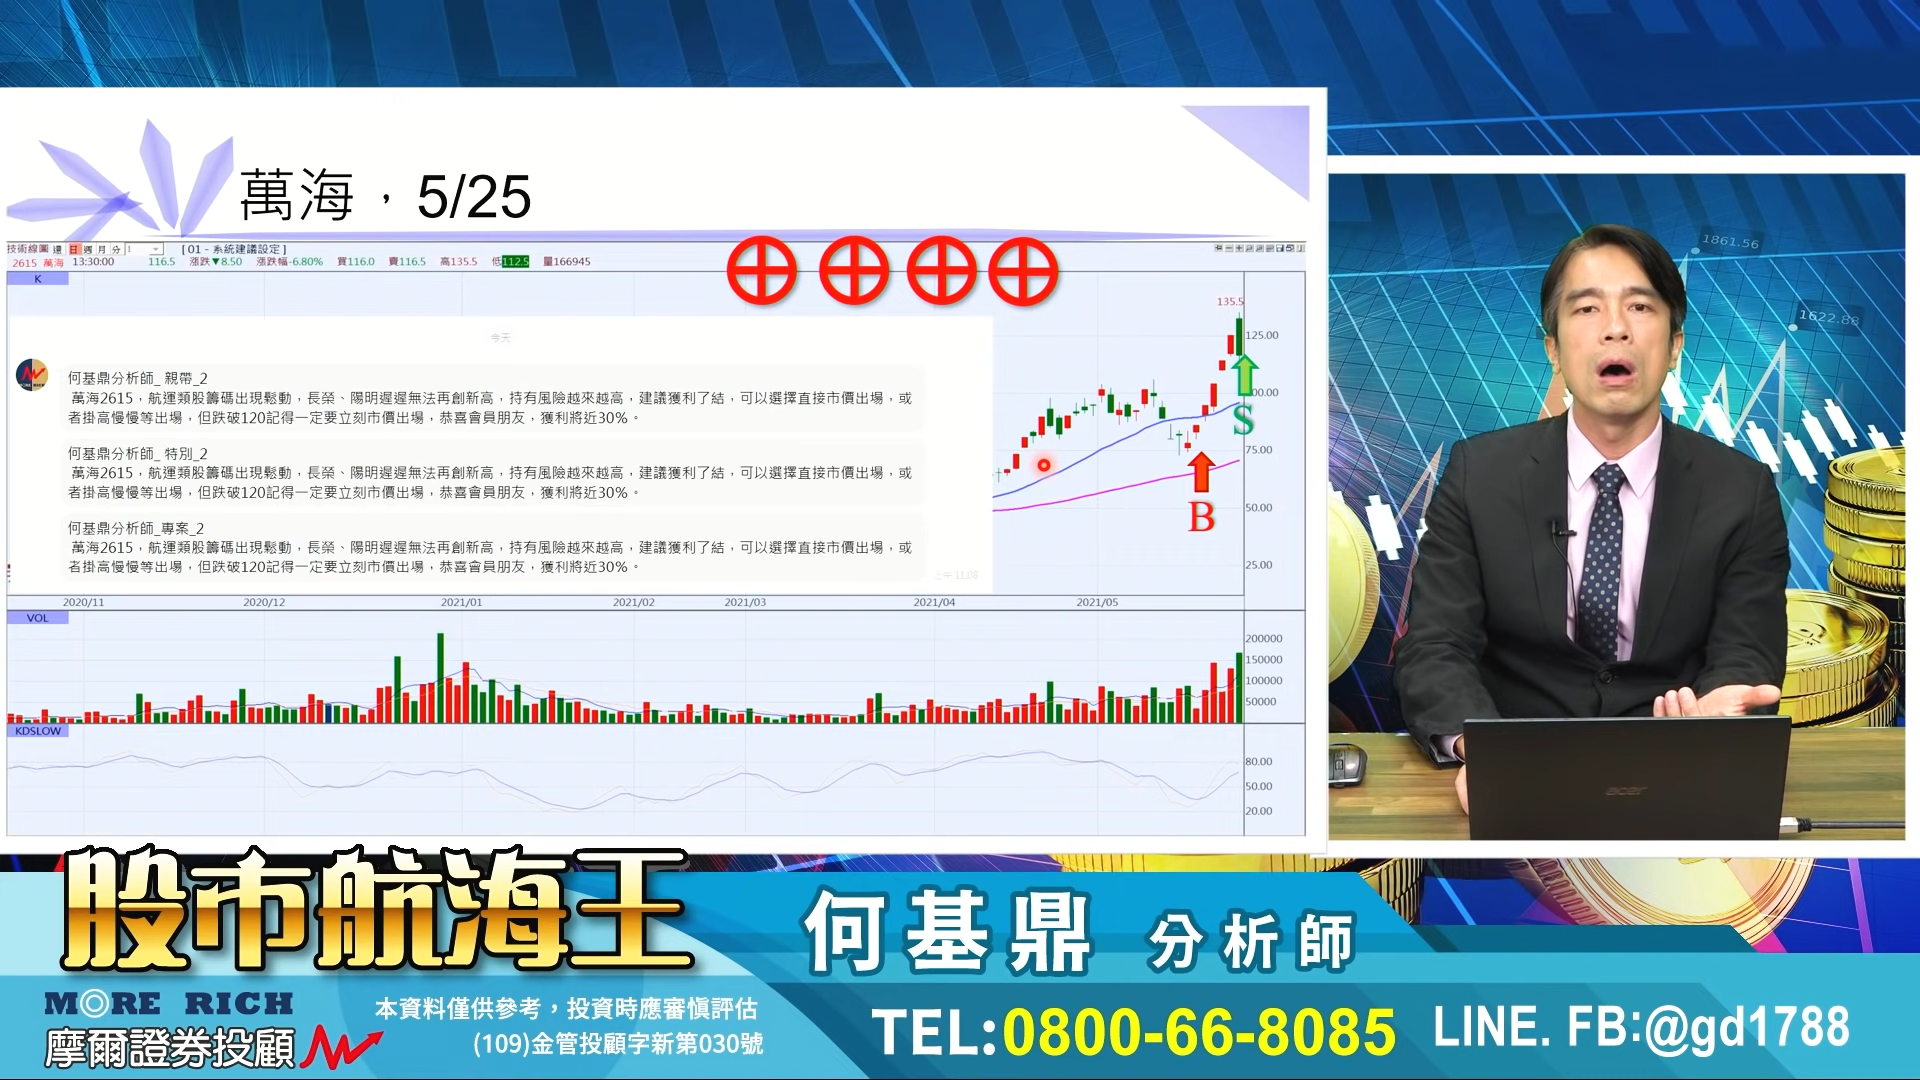 萬海，5/25
技術線圖 還 日 週 月 分 1 [01 - 系統建議設定]
2615 萬海 13:30:00 116.5 漲跌▼8.50 漲跌幅-6.80% 買116.0 賣116.5 高135.5 低112.5 量166945
K
135.5
125.00
100.00
75.00
50.00
25.00
S
B
今天
何基鼎分析師_ 親帶_2
萬海2615，航運類股籌碼出現鬆動，長榮、陽明遲遲無法再創新高，持有風險越來越高，建議獲利了結，可以選擇直接市價出場，或
者掛高慢慢等出場，但跌破120記得一定要立刻市價出場，恭喜會員朋友，獲利將近30%。
何基鼎分析師_ 特別_2
萬海2615，航運類股籌碼出現鬆動，長榮、陽明遲遲無法再創新高，持有風險越來越高，建議獲利了結，可以選擇直接市價出場，或
者掛高慢慢等出場，但跌破120記得一定要立刻市價出場，恭喜會員朋友，獲利將近30%。
何基鼎分析師_專案_2
萬海2615，航運類股籌碼出現鬆動，長榮、陽明遲遲無法再創新高，持有風險越來越高，建議獲利了結，可以選擇直接市價出場，或
者掛高慢慢等出場，但跌破120記得一定要立刻市價出場，恭喜會員朋友，獲利將近30%。
上午 11:08
2020/11 2020/12 2021/01 2021/02 2021/03 2021/04 2021/05
VOL
200000
150000
100000
50000
KDSLOW
80.00
50.00
20.00
1861.56
1622.88
acer
股市航海王
何基鼎 分析師
MORE RICH
摩爾證券投顧
本資料僅供參考，投資時應審慎評估
(109)金管投顧字新第030號
TEL:0800-66-8085
LINE. FB:@gd1788